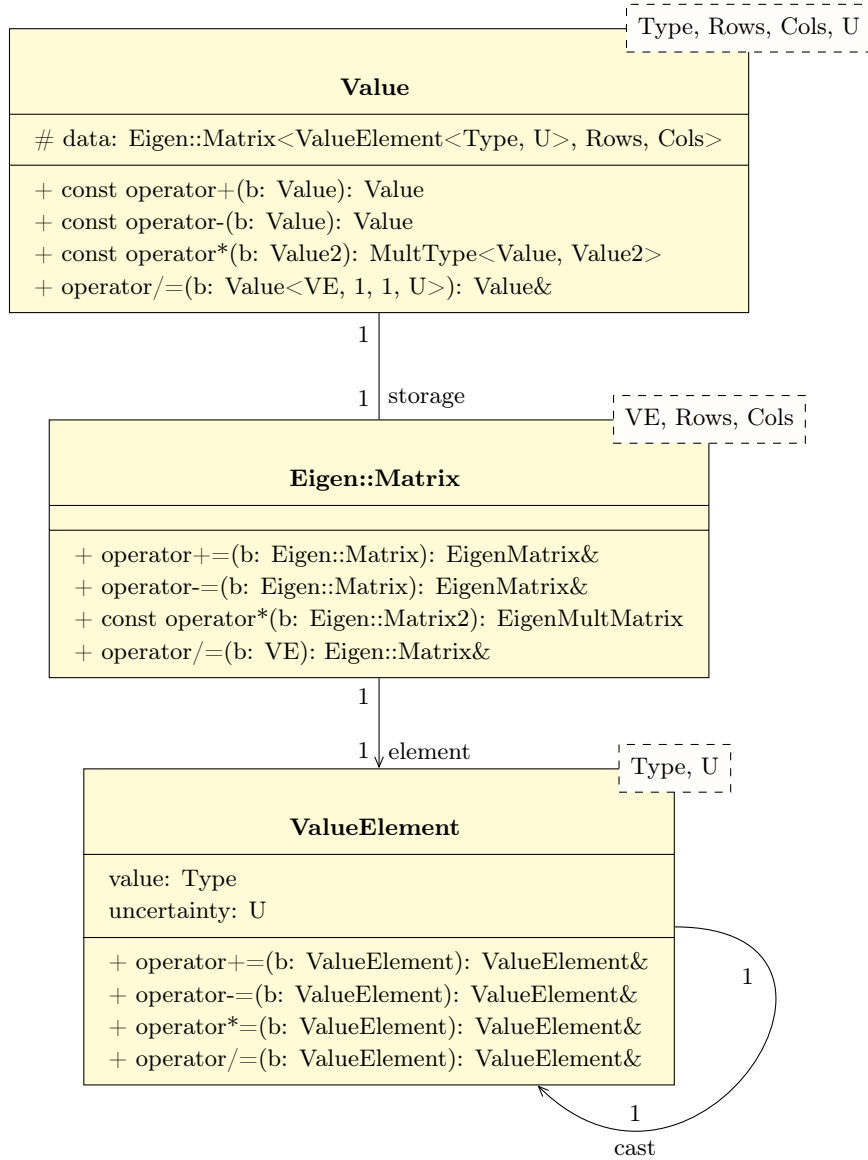 Type, Rows, Cols, U
Value
# data: Eigen::Matrix<ValueElement<Type, U>, Rows, Cols>
+ const operator+(b: Value): Value
+ const operator-(b: Value): Value
+ const operator*(b: Value2): MultType<Value, Value2>
+ operator/=(b: Value<VE, 1, 1, U>): Value&
1
1 storage
VE, Rows, Cols
Eigen::Matrix
+ operator+=(b: Eigen::Matrix): EigenMatrix&
+ operator-=(b: Eigen::Matrix): EigenMatrix&
+ const operator*(b: Eigen::Matrix2): EigenMultMatrix
+ operator/=(b: VE): Eigen::Matrix&
1
1 element
Type, U
ValueElement
value: Type
uncertainty: U
+ operator+=(b: ValueElement): ValueElement&
+ operator-=(b: ValueElement): ValueElement&
+ operator*=(b: ValueElement): ValueElement&
+ operator/=(b: ValueElement): ValueElement&
1
1
cast